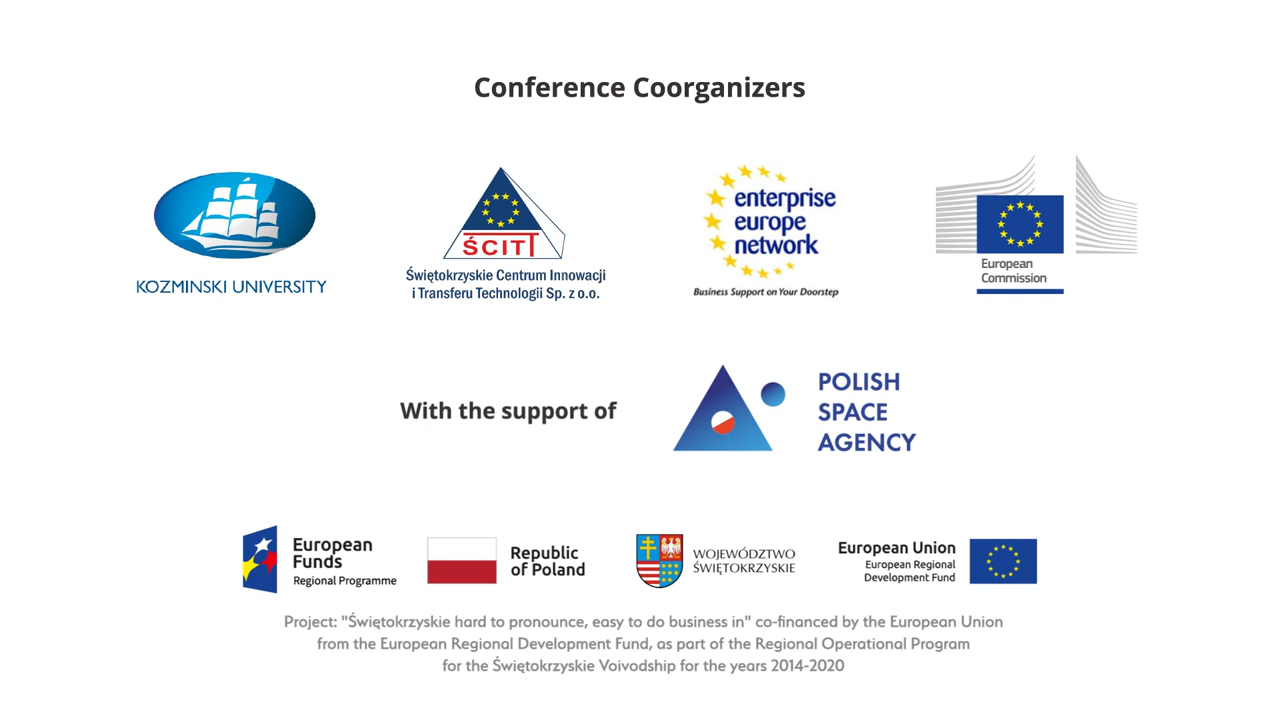 Conference Coorganizers
KOZMINSKI UNIVERSITY
ŚCITT
Świętokrzyskie Centrum Innowacji
i Transferu Technologii Sp. z o.o.
enterprise
europe
network
Business Support on Your Doorstep
European
Commission
With the support of
POLISH
SPACE
AGENCY
European
Funds
Regional Programme
Republic
of Poland
WOJEWÓDZTWO
ŚWIĘTOKRZYSKIE
European Union
European Regional
Development Fund
Project: "Świętokrzyskie hard to pronounce, easy to do business in" co-financed by the European Union
from the European Regional Development Fund, as part of the Regional Operational Program
for the Świętokrzyskie Voivodship for the years 2014-2020